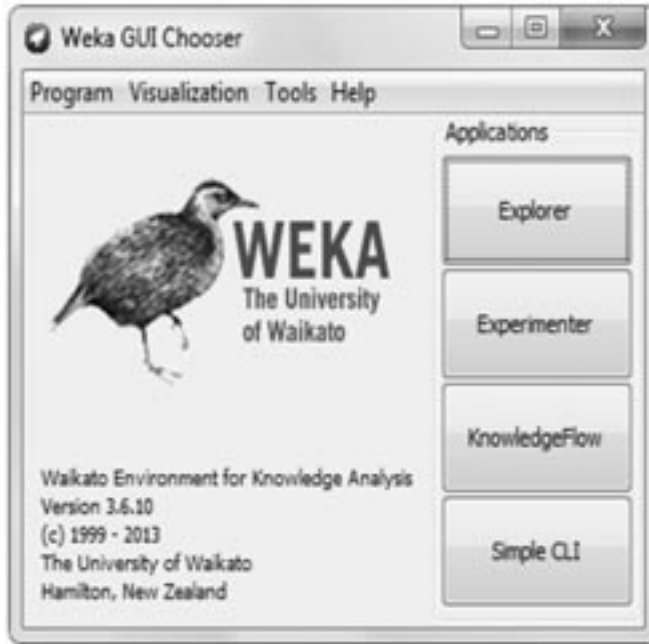 Weka GUI Chooser
Program Visualization Tools Help
Applications
Explorer
WEKA
The University
of Waikato
Experimenter
KnowledgeFlow
Waikato Environment for Knowledge Analysis
Version 3.6.10
(c) 1999 - 2013
The University of Waikato
Hamilton, New Zealand
Simple CLI